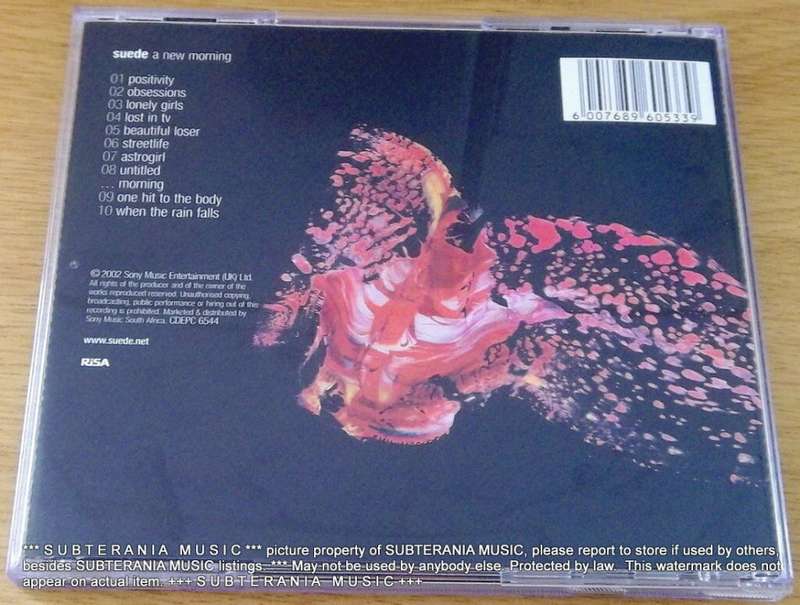 suede a new morning
01 positivity
02 obsessions
03 lonely girls
04 lost in tv
05 beautiful loser
06 streetlife
07 astrogirl
08 untitled
... morning
09 one hit to the body
10 when the rain falls
6 007689 605339
© 2002 Sony Music Entertainment (UK) Ltd.
All rights of the producer and of the owner of the
works reproduced reserved. Unauthorised copying,
broadcasting, public performance or hiring out of this
recording is prohibited. Marketed & distributed by
Sony Music South Africa. CDEPC 6544
www.suede.net
RiSA
*** S U B T E R A N I A   M U S I C *** picture property of SUBTERANIA MUSIC, please report to store if used by others,
besides SUBTERANIA MUSIC listings. *** May not be used by anybody else. Protected by law. This watermark does not
appear on actual item. +++ S U B T E R A N I A   M U S I C +++